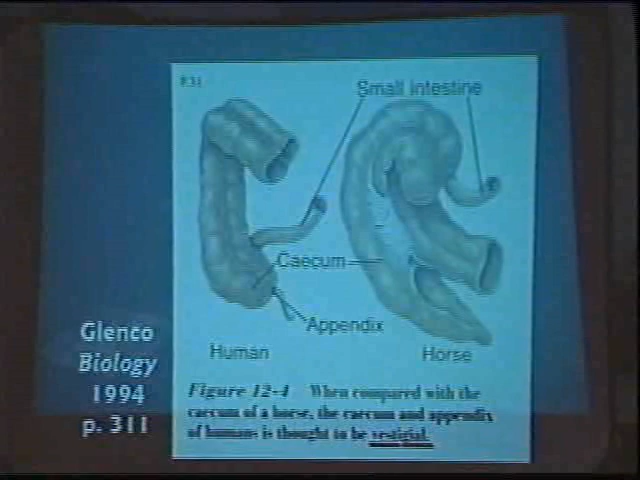 P.31
Small Intestine
Caecum
Appendix
Human
Horse
Figure 12-4 When compared with the
caecum of a horse, the caecum and appendix
of humans is thought to be vestigial.
Glenco
Biology
1994
p. 311